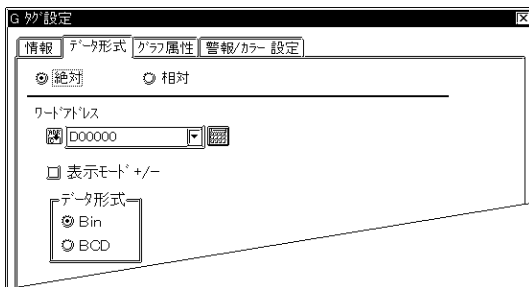 G ﾀｸﾞ設定
情報 ﾃﾞｰﾀ形式 ｸﾞﾗﾌ属性 警報/ｶﾗｰ 設定
絶対 相対
ﾜｰﾄﾞｱﾄﾞﾚｽ
D00000
表示ﾓｰﾄﾞ +/−
ﾃﾞｰﾀ形式
Bin
BCD